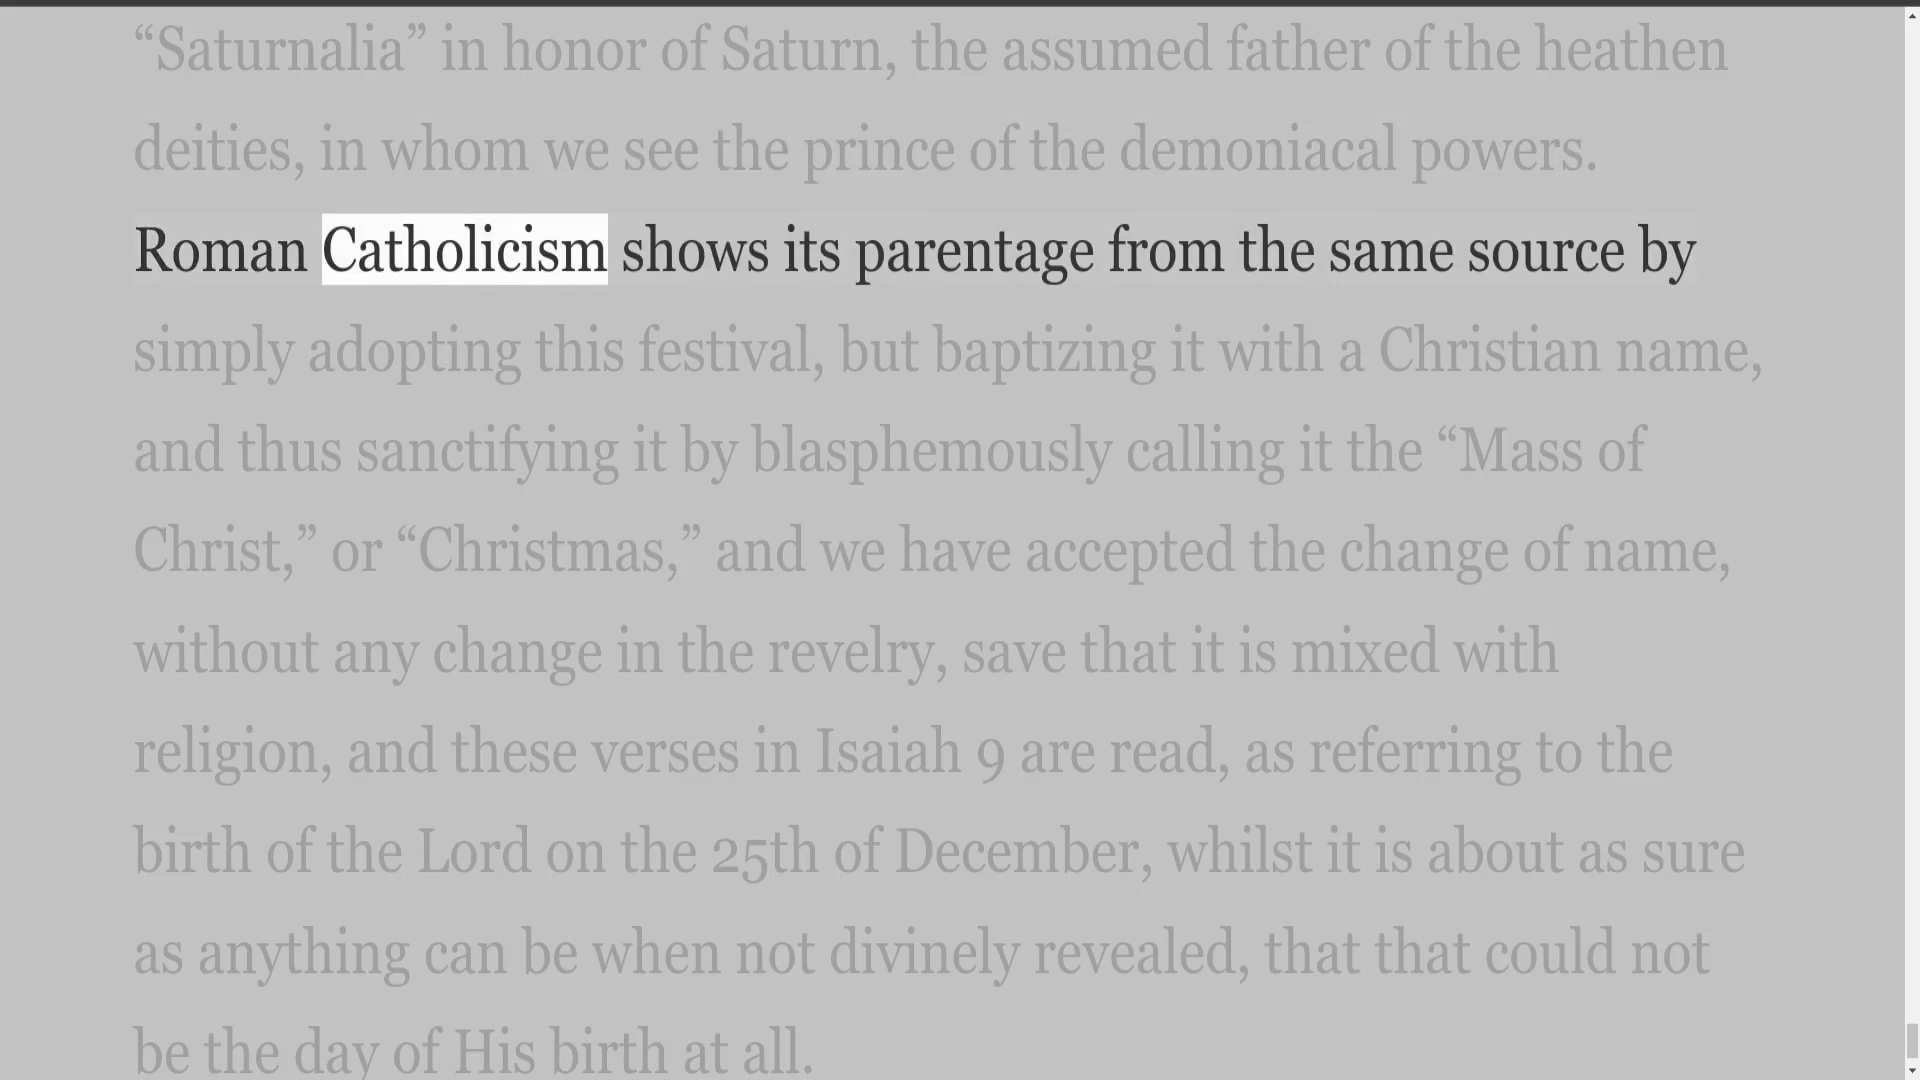 “Saturnalia” in honor of Saturn, the assumed father of the heathen
deities, in whom we see the prince of the demoniacal powers.
Roman Catholicism shows its parentage from the same source by
simply adopting this festival, but baptizing it with a Christian name,
and thus sanctifying it by blasphemously calling it the “Mass of
Christ,” or “Christmas,” and we have accepted the change of name,
without any change in the revelry, save that it is mixed with
religion, and these verses in Isaiah 9 are read, as referring to the
birth of the Lord on the 25th of December, whilst it is about as sure
as anything can be when not divinely revealed, that that could not
be the day of His birth at all.